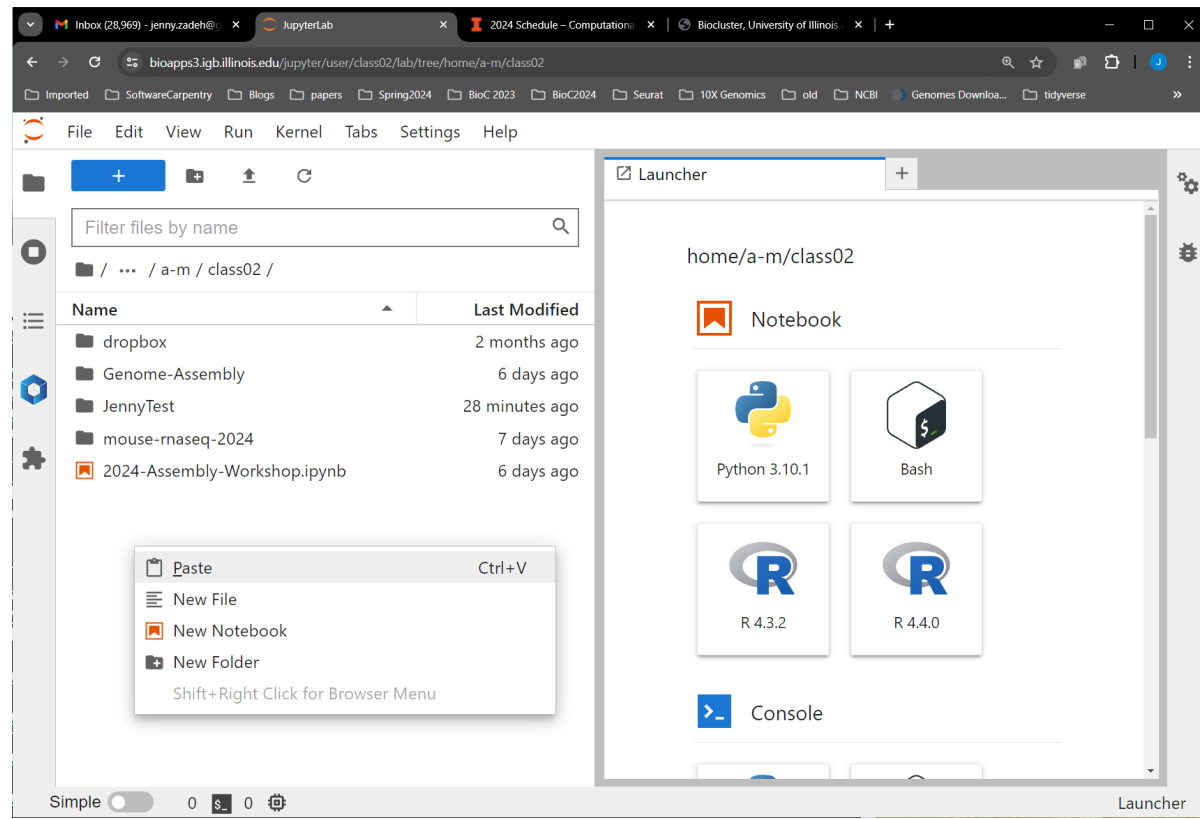 Inbox (28,969) - jenny.zadeh@g
JupyterLab
2024 Schedule – Computationa
Biocluster, University of Illinois
bioapps3.igb.illinois.edu/jupyter/user/class02/lab/tree/home/a-m/class02
J
Imported SoftwareCarpentry Blogs papers Spring2024 BioC 2023 BioC2024 Seurat 10X Genomics old NCBI Genomes Downloa... tidyverse »
File Edit View Run Kernel Tabs Settings Help
Launcher
Filter files by name
/ ··· / a-m / class02 /
Name Last Modified
dropbox 2 months ago
Genome-Assembly 6 days ago
JennyTest 28 minutes ago
mouse-rnaseq-2024 7 days ago
2024-Assembly-Workshop.ipynb 6 days ago
Paste Ctrl+V
New File
New Notebook
New Folder
Shift+Right Click for Browser Menu
home/a-m/class02
Notebook
Python 3.10.1
$_
Bash
R
R 4.3.2
R
R 4.4.0
Console
Simple 0 $_ 0
Launcher